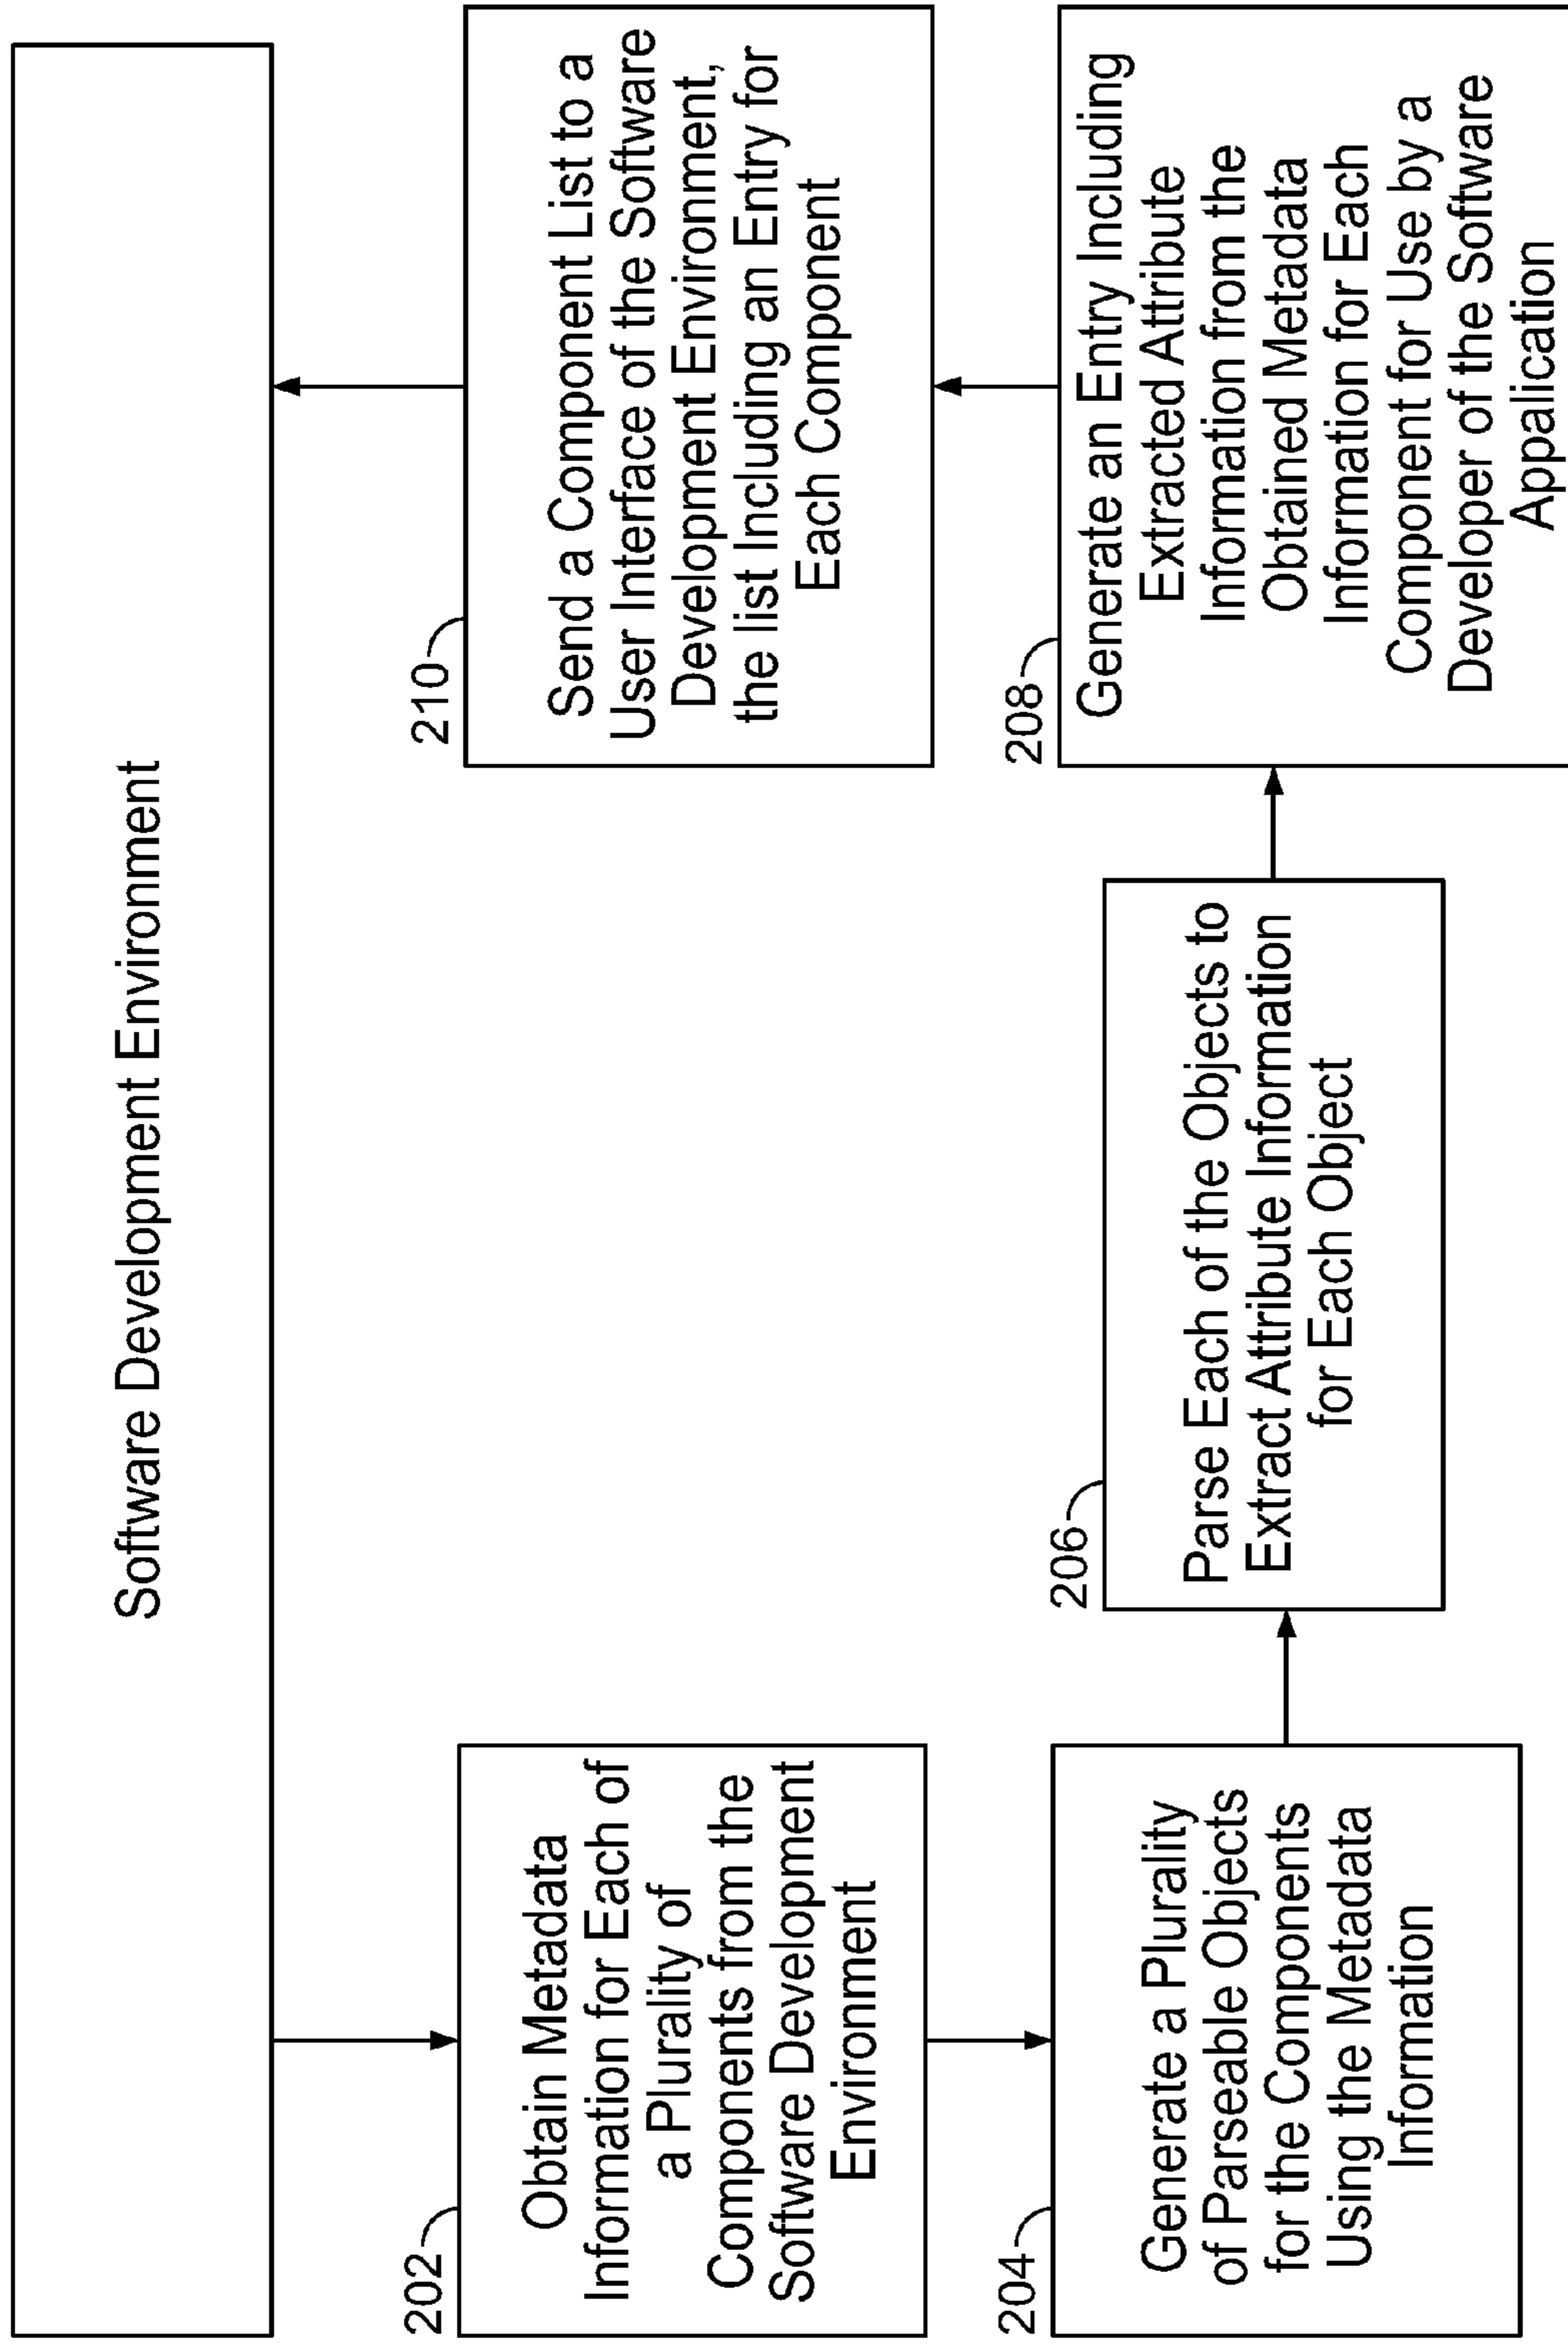 Software Development Environment
202
Obtain Metadata
Information for Each of
a Plurality of
Components from the
Software Development
Environment
204
Generate a Plurality
of Parseable Objects
for the Components
Using the Metadata
Information
206
Parse Each of the Objects to
Extract Attribute Information
for Each Object
208
Generate an Entry Including
Extracted Attribute
Information from the
Obtained Metadata
Information for Each
Component for Use by a
Developer of the Software
Appalication
210
Send a Component List to a
User Interface of the Software
Development Environment,
the list Including an Entry for
Each Component